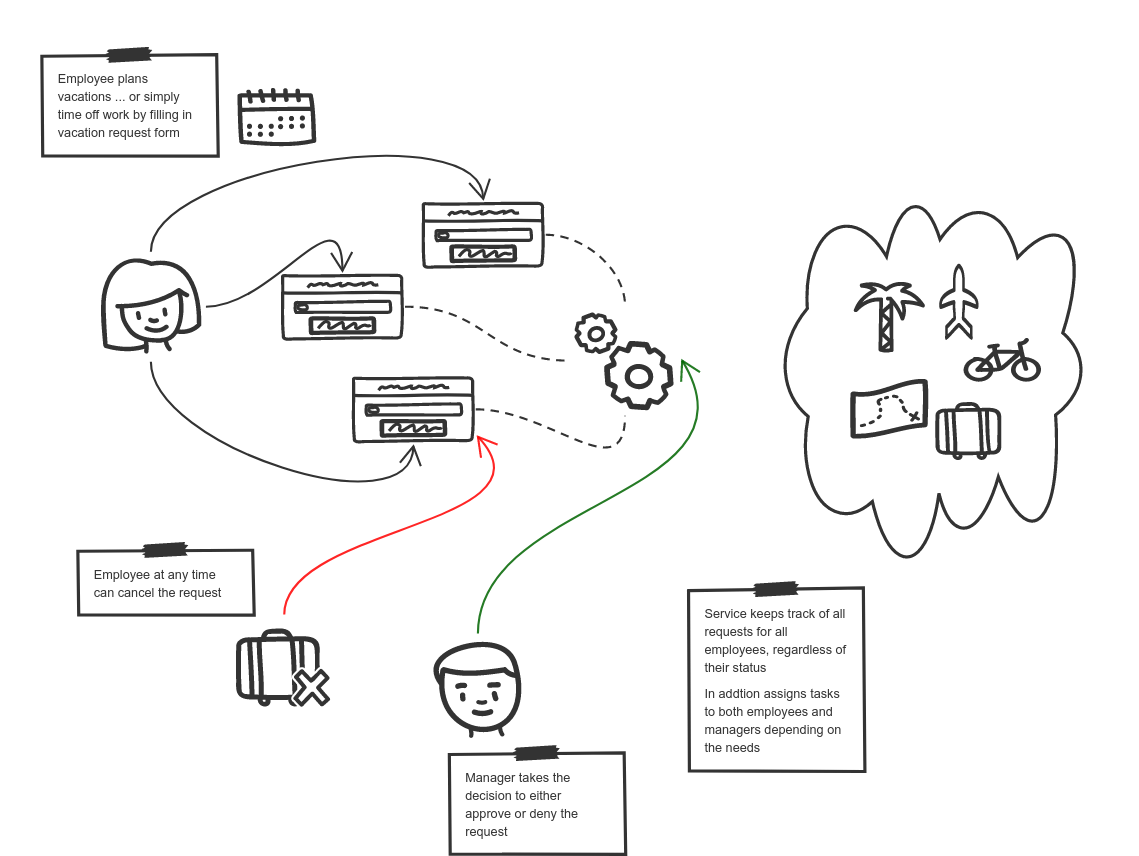 Employee plans
vacations ... or simply
time off work by filling in
vacation request form
Employee at any time
can cancel the request
Service keeps track of all
requests for all
employees, regardless of
their status
In addtion assigns tasks
to both employees and
managers depending on
the needs
Manager takes the
decision to either
approve or deny the
request